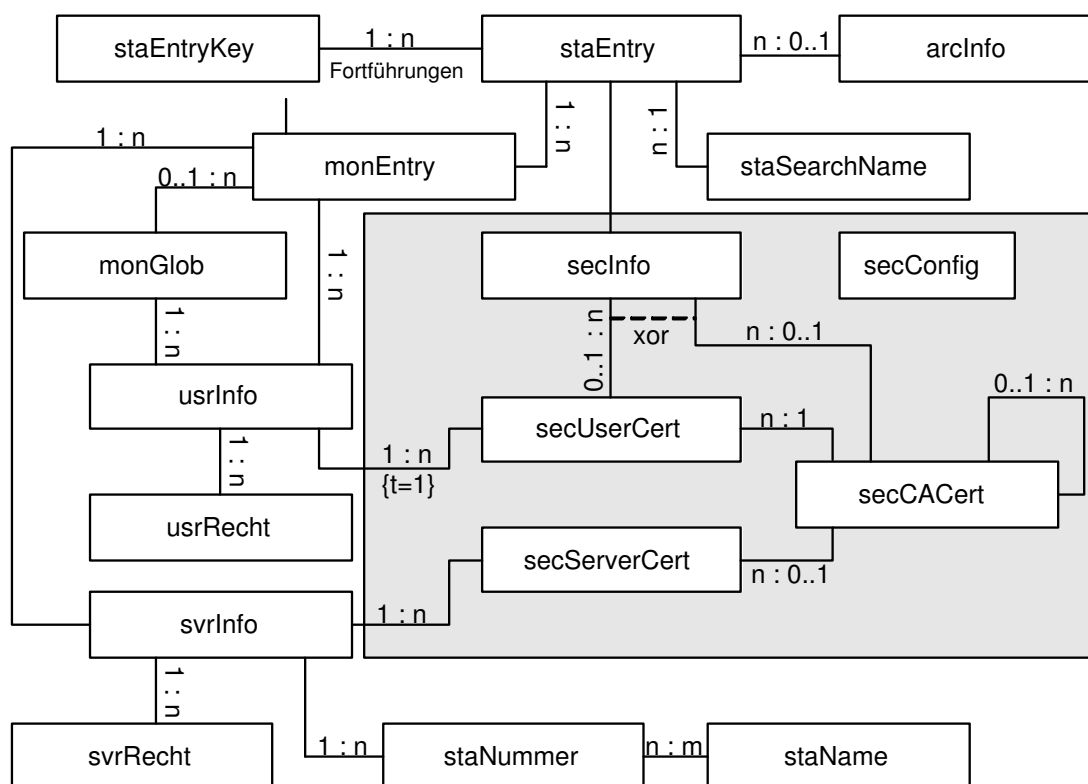 staEntryKey
1 : n
Fortführungen
staEntry
n : 0..1
arcInfo
1 : n
monEntry
0..1 : n
1 : n
n : 1
staSearchName
monGlob
1 : n
secInfo
secConfig
1 : n
xor
0..1 : n
n : 0..1
0..1 : n
usrInfo
1 : n
{t=1}
secUserCert
n : 1
secCACert
1 : n
usrRecht
secServerCert
n : 0..1
svrInfo
1 : n
1 : n
svrRecht
1 : n
staNummer
n : m
staName